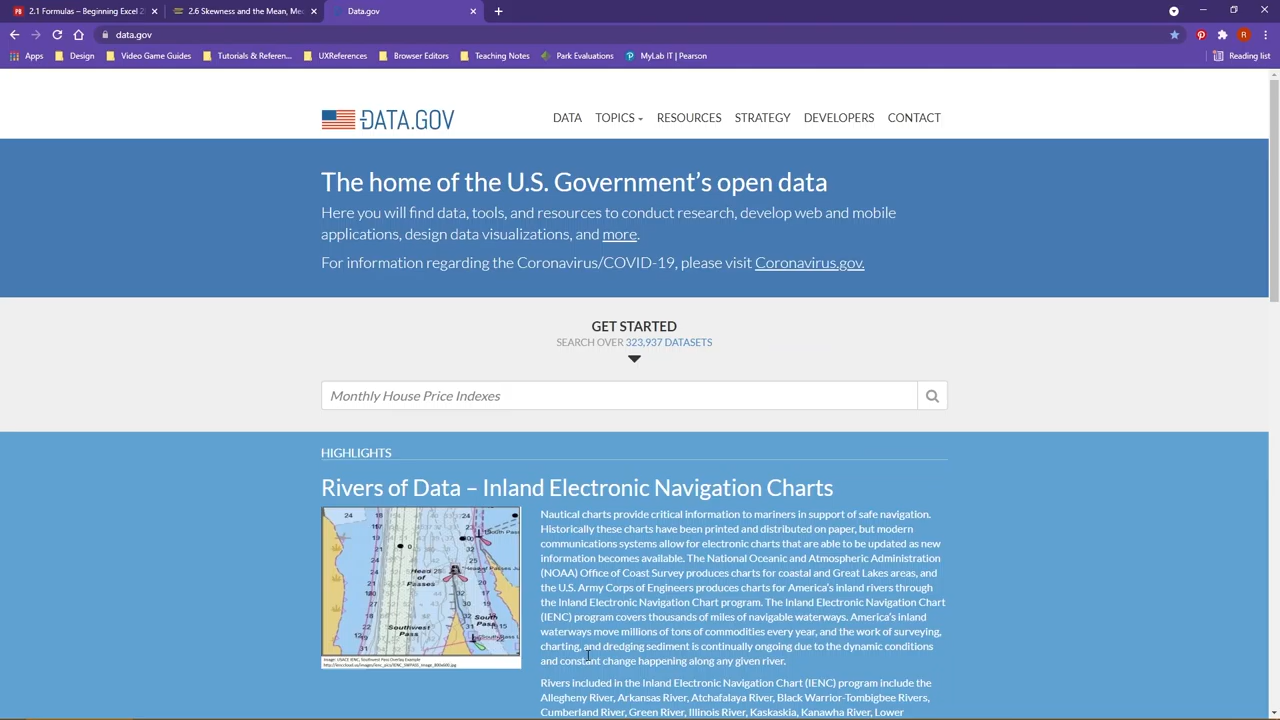 2.1 Formulas – Beginning Excel 2
2.6 Skewness and the Mean, Med
Data.gov
data.gov
R
Apps
Design
Video Game Guides
Tutorials & Referen...
UXReferences
Browser Editors
Teaching Notes
Park Evaluations
MyLab IT | Pearson
Reading list
DATA.GOV
DATA
TOPICS
RESOURCES
STRATEGY
DEVELOPERS
CONTACT
The home of the U.S. Government's open data
Here you will find data, tools, and resources to conduct research, develop web and mobile
applications, design data visualizations, and more.
For information regarding the Coronavirus/COVID-19, please visit Coronavirus.gov.
GET STARTED
SEARCH OVER 323,937 DATASETS
Monthly House Price Indexes
HIGHLIGHTS
Rivers of Data – Inland Electronic Navigation Charts
Head
of
Passes
Southwest
Pass
South
Pass
Nautical charts provide critical information to mariners in support of safe navigation.
Historically these charts have been printed and distributed on paper, but modern
communications systems allow for electronic charts that are able to be updated as new
information becomes available. The National Oceanic and Atmospheric Administration
(NOAA) Office of Coast Survey produces charts for coastal and Great Lakes areas, and
the U.S. Army Corps of Engineers produces charts for America's inland rivers through
the Inland Electronic Navigation Chart program. The Inland Electronic Navigation Chart
(IENC) program covers thousands of miles of navigable waterways. America's inland
waterways move millions of tons of commodities every year, and the work of surveying,
charting, and dredging sediment is continually ongoing due to the dynamic conditions
and constant change happening along any given river.
Rivers included in the Inland Electronic Navigation Chart (IENC) program include the
Allegheny River, Arkansas River, Atchafalaya River, Black Warrior-Tombigbee Rivers,
Cumberland River, Green River, Illinois River, Kaskaskia, Kanawha River, Lower